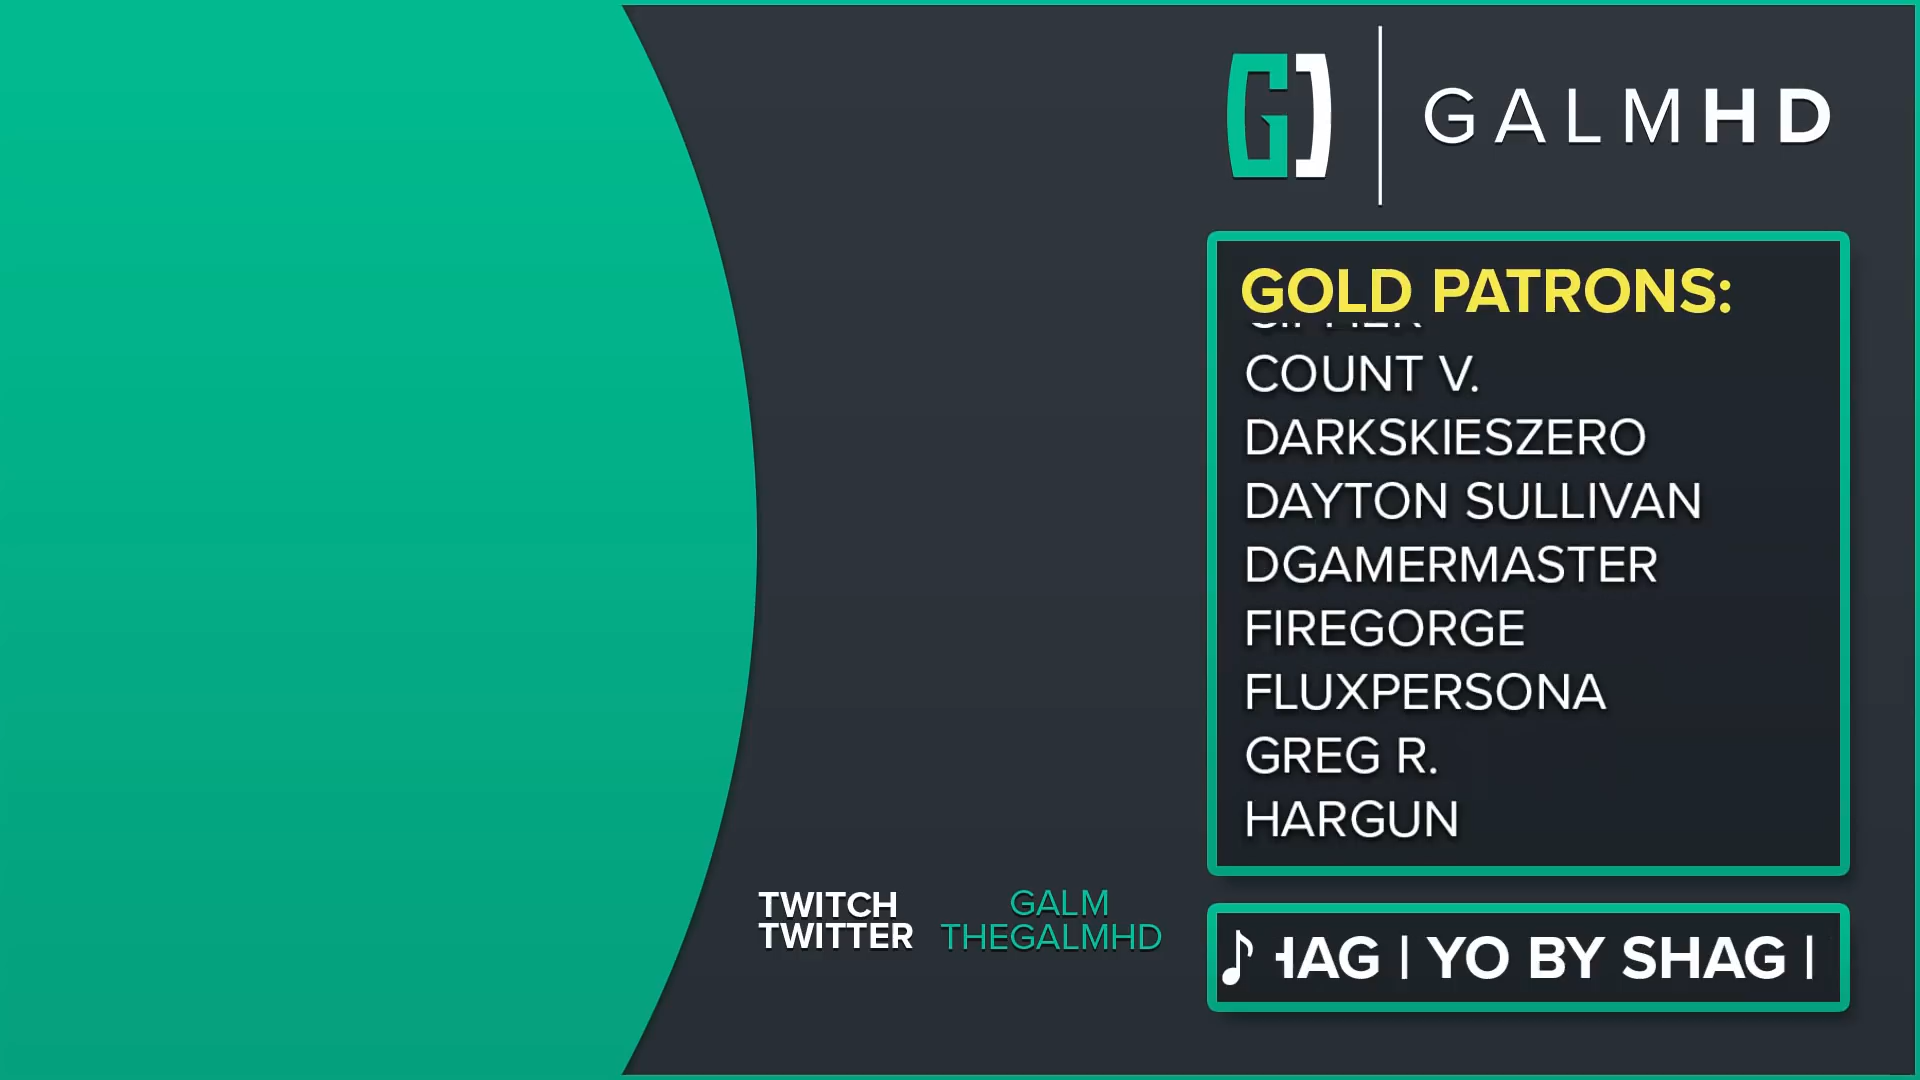 GALMHD
GOLD PATRONS:
COUNT V.
DARKSKIESZERO
DAYTON SULLIVAN
DGAMERMASTER
FIREGORGE
FLUXPERSONA
GREG R.
HARGUN
TWITCH GALM
TWITTER THEGALMHD
HAG | YO BY SHAG |